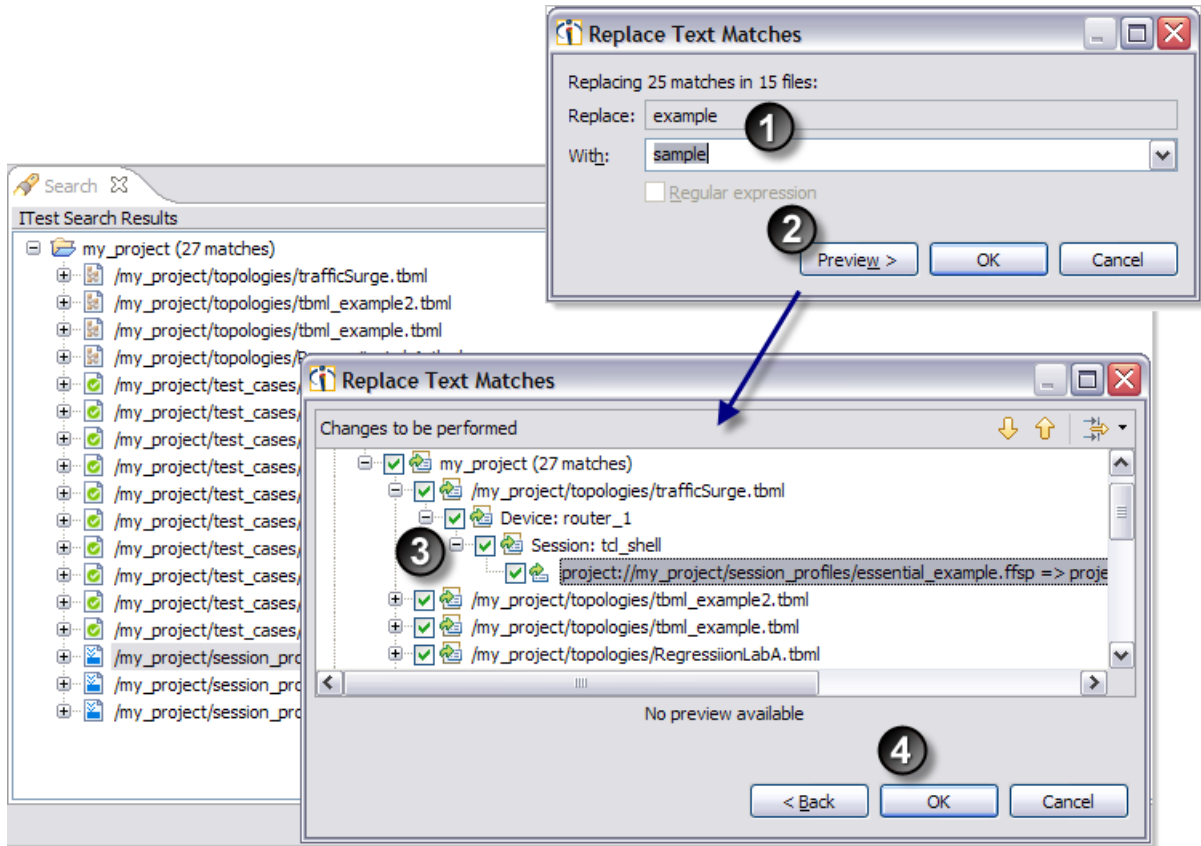 Replace Text Matches
Replacing 25 matches in 15 files:
Replace: example
1
With: sample
Regular expression
2
Preview > OK Cancel
Search
ITest Search Results
my_project (27 matches)
/my_project/topologies/trafficSurge.tbml
/my_project/topologies/tbml_example2.tbml
/my_project/topologies/tbml_example.tbml
/my_project/topologies/
/my_project/test_cases/
/my_project/test_cases/
/my_project/test_cases/
/my_project/test_cases/
/my_project/test_cases/
/my_project/test_cases/
/my_project/test_cases/
/my_project/test_cases/
/my_project/test_cases/
/my_project/test_cases/
/my_project/session_pro
/my_project/session_pro
/my_project/session_pro
Replace Text Matches
Changes to be performed
my_project (27 matches)
/my_project/topologies/trafficSurge.tbml
Device: router_1
3
Session: tcl_shell
project://my_project/session_profiles/essential_example.ffsp => proje
/my_project/topologies/tbml_example2.tbml
/my_project/topologies/tbml_example.tbml
/my_project/topologies/RegressiionLabA.tbml
No preview available
4
< Back OK Cancel